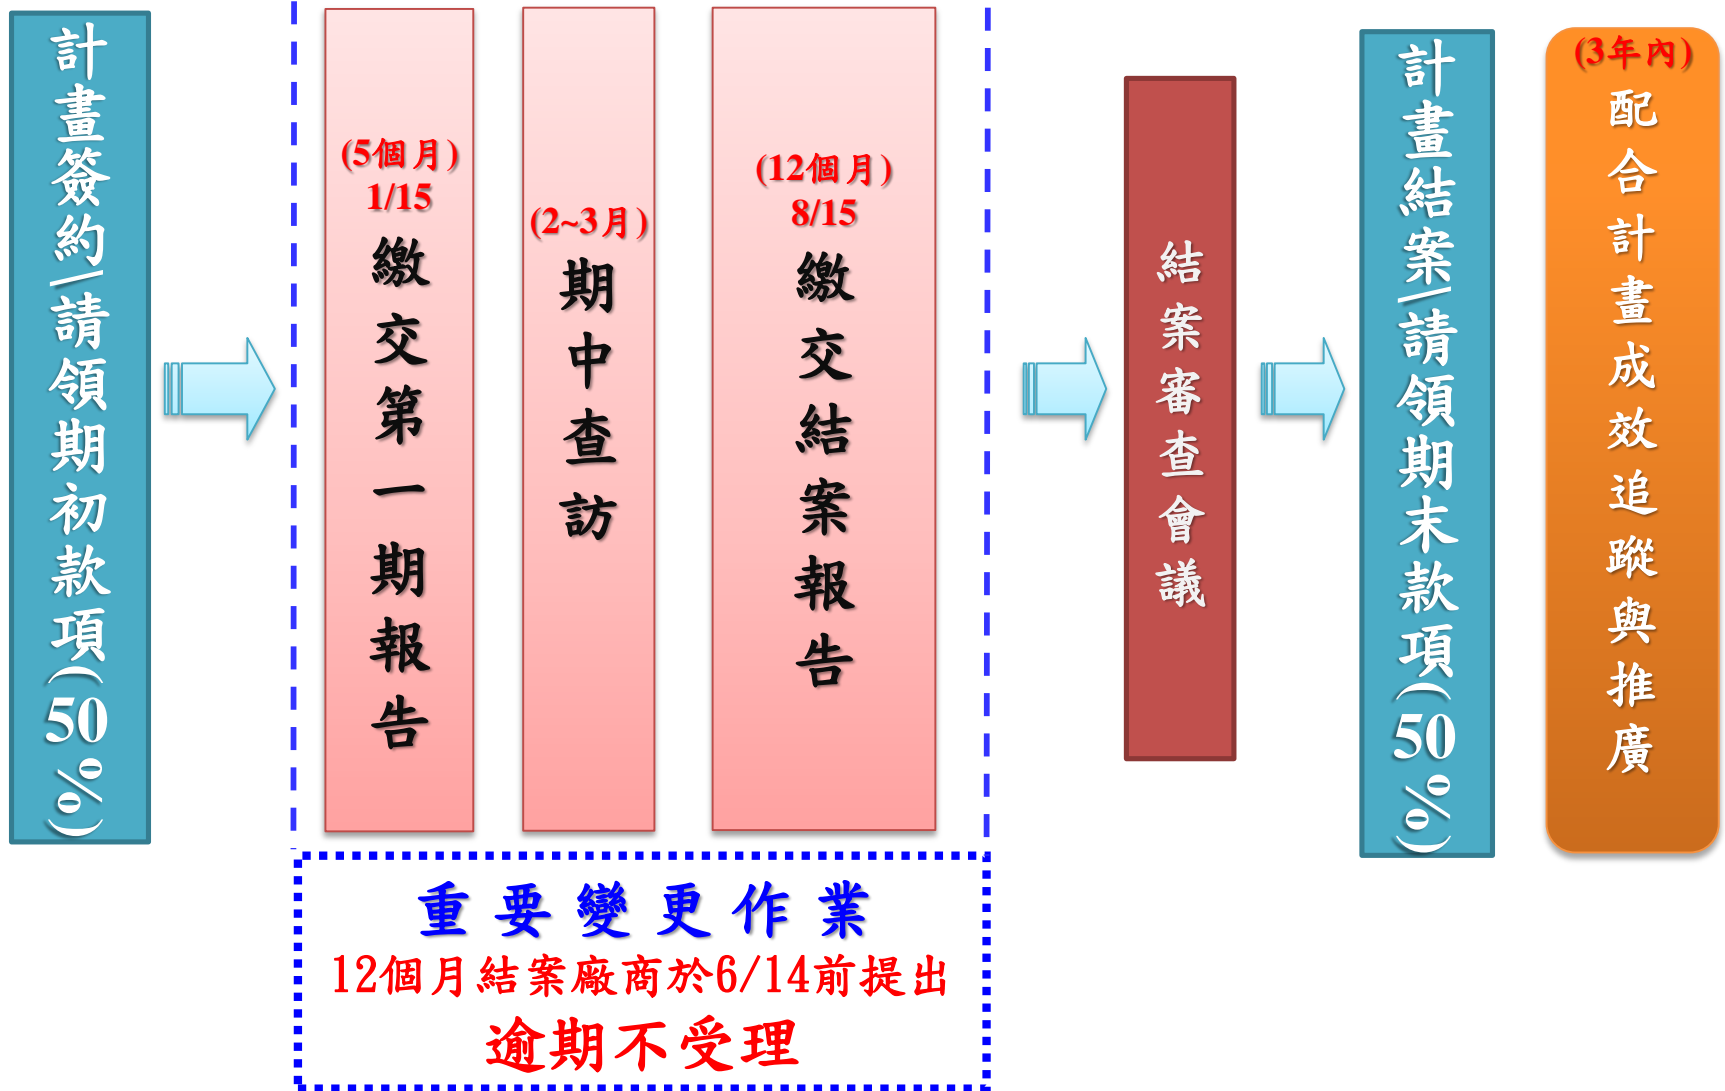 計畫簽約/請領期初款項(50%)
(5個月)
1/15
繳交第一期報告
(2~3月)
期中查訪
(12個月)
8/15
繳交結案報告
結案審查會議
計畫結案/請領期末款項(50%)
(3年內)
配合計畫成效追蹤與推廣
重要變更作業
12個月結案廠商於6/14前提出
逾期不受理